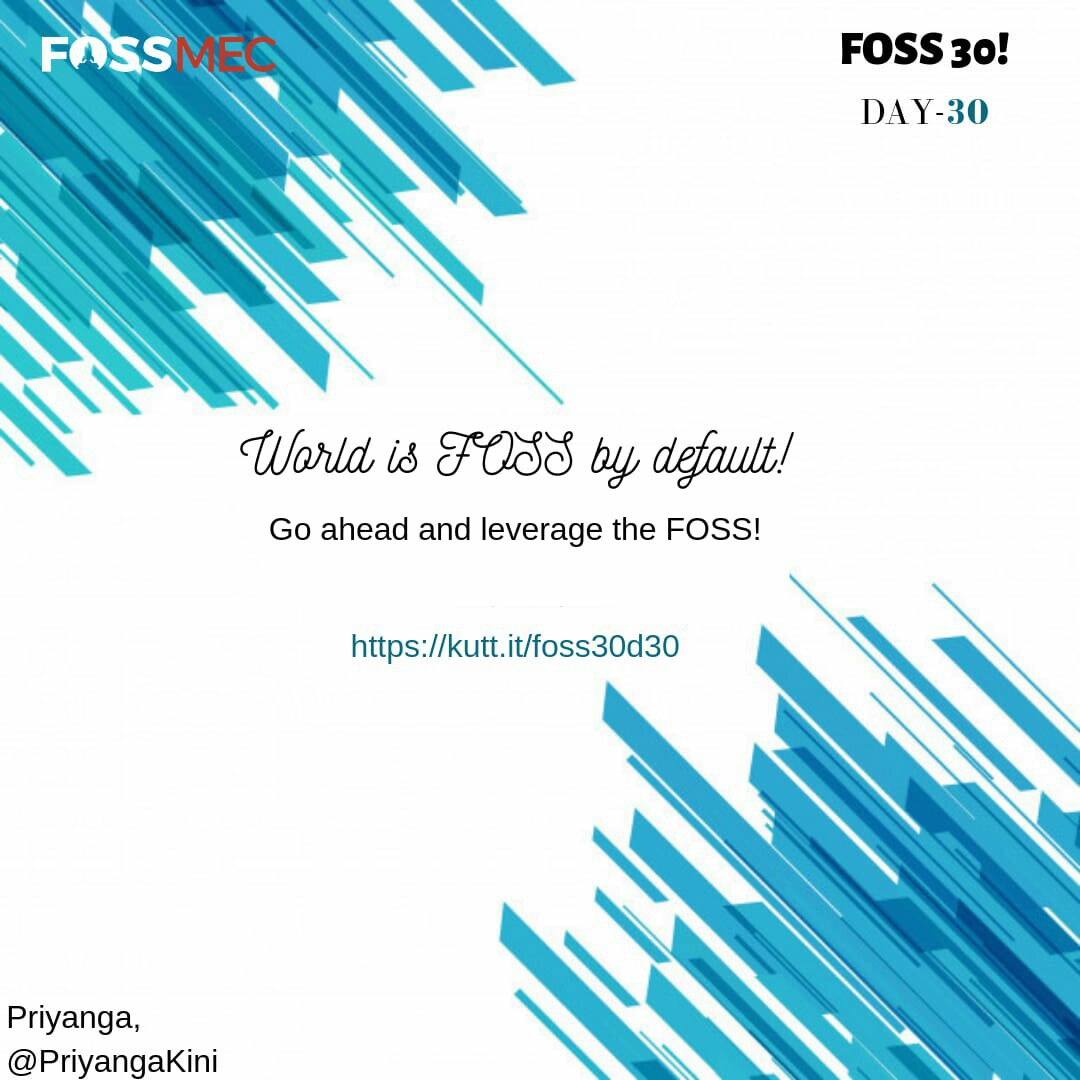 FOSSMEC
FOSS 30!
DAY-30
World is FOSS by default!
Go ahead and leverage the FOSS!
https://kutt.it/foss30d30
Priyanga,
@PriyangaKini